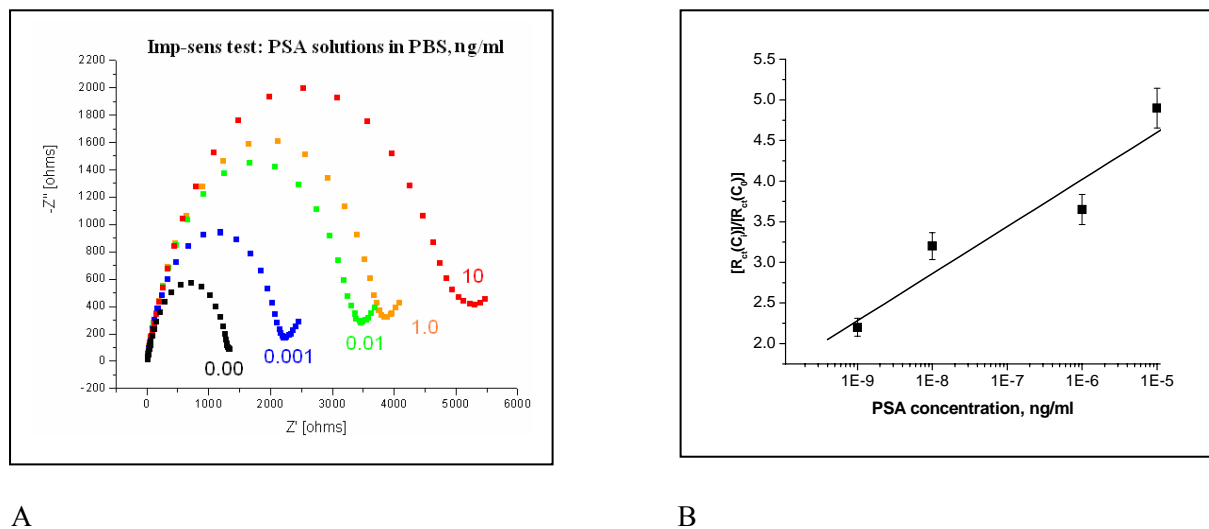 Imp-sens test: PSA solutions in PBS, ng/ml
2200
2000
1800
1600
1400
1200
1000
800
600
400
200
0
-200
-Z" [ohms]
0 1000 2000 3000 4000 5000 6000
Z' [ohms]
0.00
0.001
0.01
1.0
10
5.0
4.5
4.0
3.5
3.0
2.5
2.0
[Rct(Ci)]/[Rct(C0)]
1E-9 1E-8 1E-7 1E-6 1E-5
PSA concentration, ng/ml
A
B